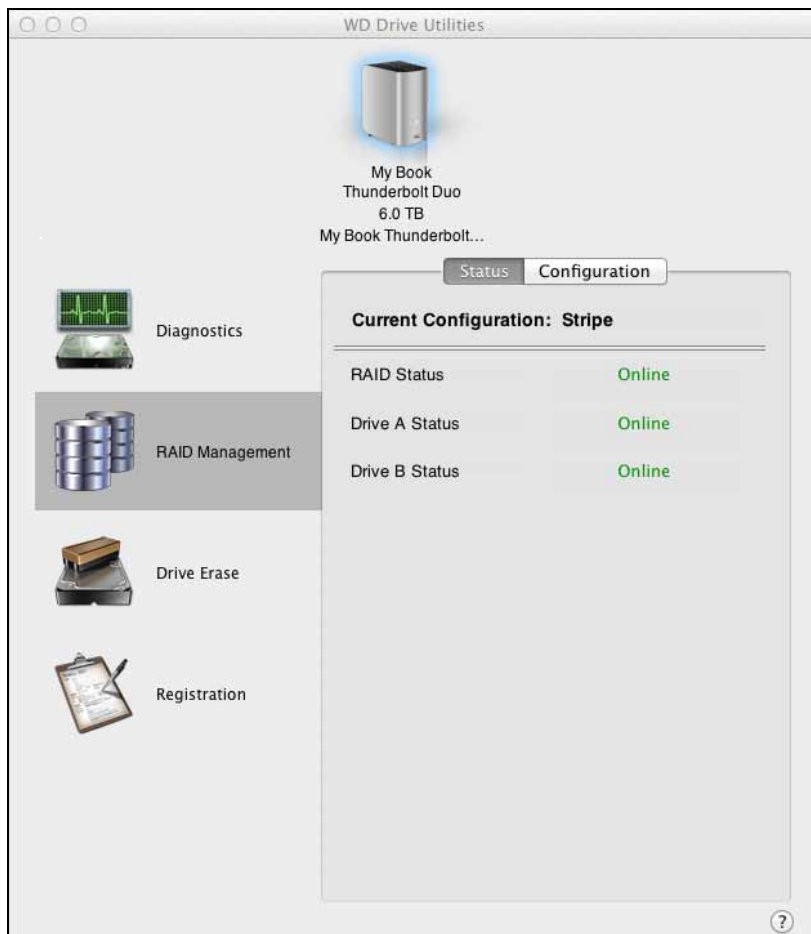 WD Drive Utilities
My Book
Thunderbolt Duo
6.0 TB
My Book Thunderbolt...
Status Configuration
Diagnostics
RAID Management
Drive Erase
Registration
Current Configuration: Stripe
RAID Status Online
Drive A Status Online
Drive B Status Online
?